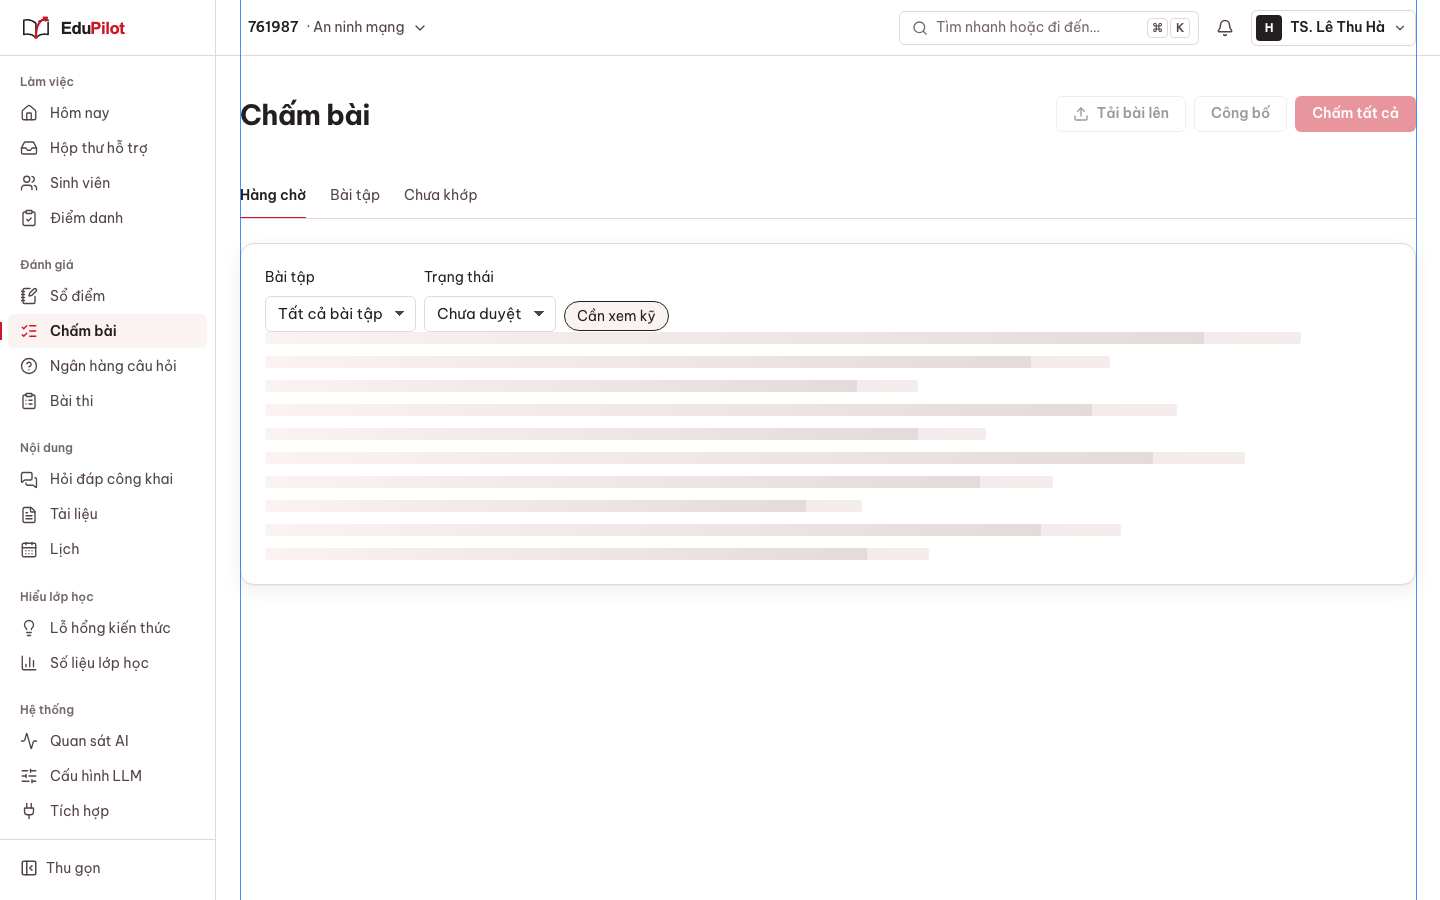 EduPilot
761987 · An ninh mạng
Tìm nhanh hoặc đi đến...
⌘ K
H
TS. Lê Thu Hà
Làm việc
Hôm nay
Hộp thư hỗ trợ
Sinh viên
Điểm danh
Đánh giá
Sổ điểm
Chấm bài
Ngân hàng câu hỏi
Bài thi
Nội dung
Hỏi đáp công khai
Tài liệu
Lịch
Hiểu lớp học
Lỗ hổng kiến thức
Số liệu lớp học
Hệ thống
Quan sát AI
Cấu hình LLM
Tích hợp
Thu gọn
Chấm bài
Tải bài lên
Công bố
Chấm tất cả
Hàng chờ
Bài tập
Chưa khớp
Bài tập
Trạng thái
Tất cả bài tập
Chưa duyệt
Cần xem kỹ